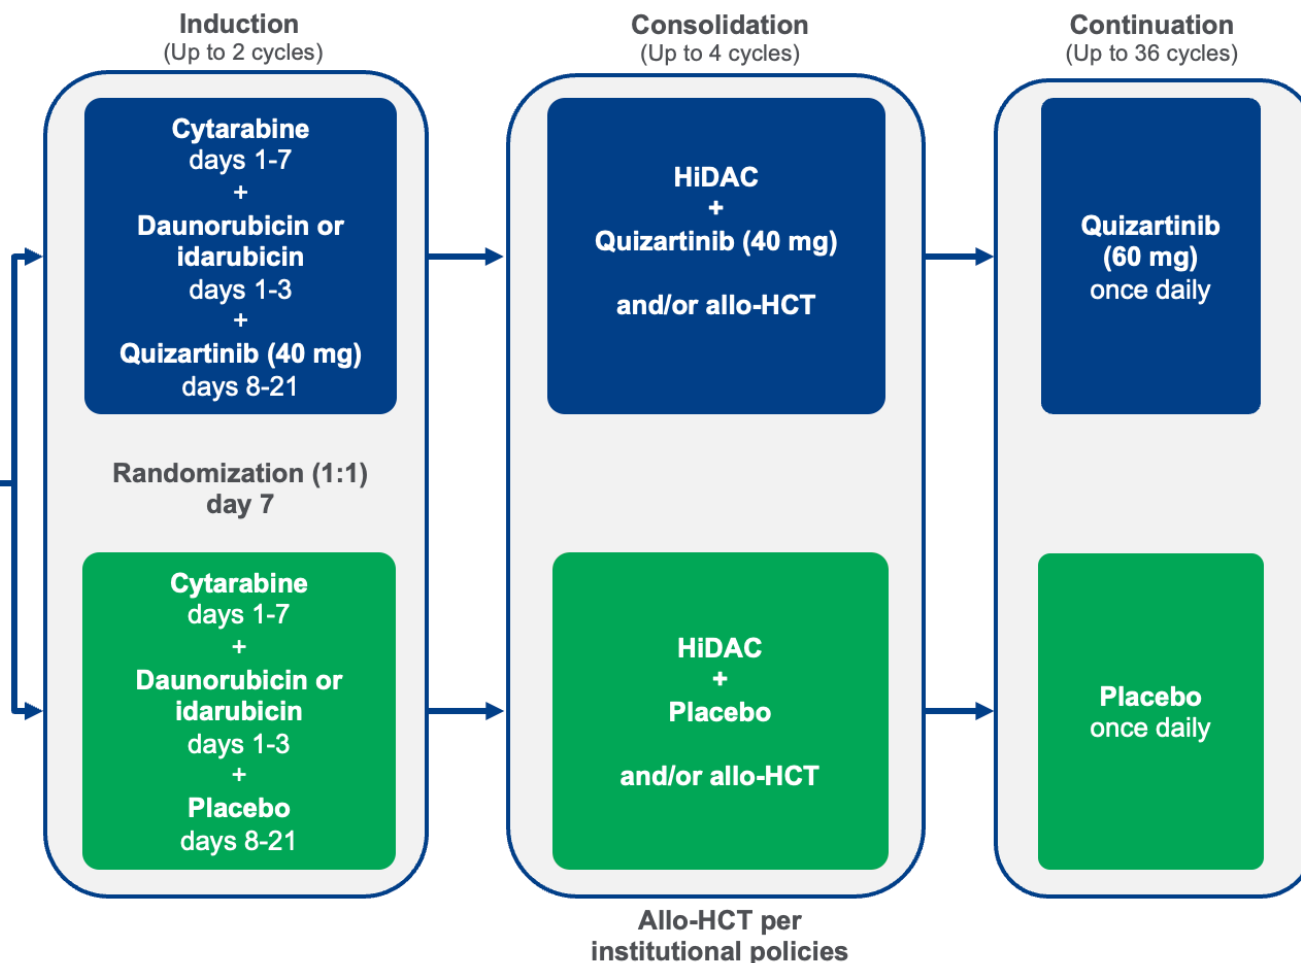 Induction
(Up to 2 cycles)
Cytarabine
days 1-7
+
Daunorubicin or
idarubicin
days 1-3
+
Quizartinib (40 mg)
days 8-21
Randomization (1:1)
day 7
Cytarabine
days 1-7
+
Daunorubicin or
idarubicin
days 1-3
+
Placebo
days 8-21
Consolidation
(Up to 4 cycles)
HiDAC
+
Quizartinib (40 mg)
and/or allo-HCT
HiDAC
+
Placebo
and/or allo-HCT
Allo-HCT per
institutional policies
Continuation
(Up to 36 cycles)
Quizartinib
(60 mg)
once daily
Placebo
once daily